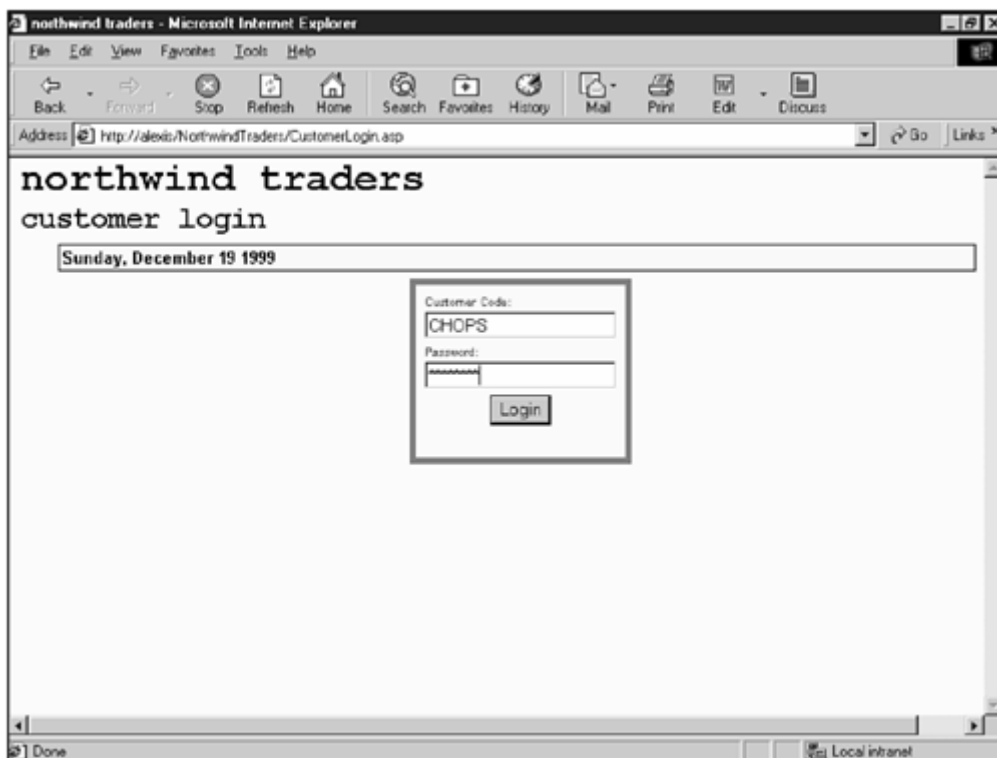 northwind traders - Microsoft Internet Explorer
File Edit View Favorites Tools Help
Back Forward Stop Refresh Home Search Favorites History Mail Print Edit Discuss
Address http://alexis/NorthwindTraders/CustomerLogin.asp Go Links
northwind traders
customer login
Sunday, December 19 1999
Customer Code:
CHOPS
Password:
********
Login
Done Local intranet